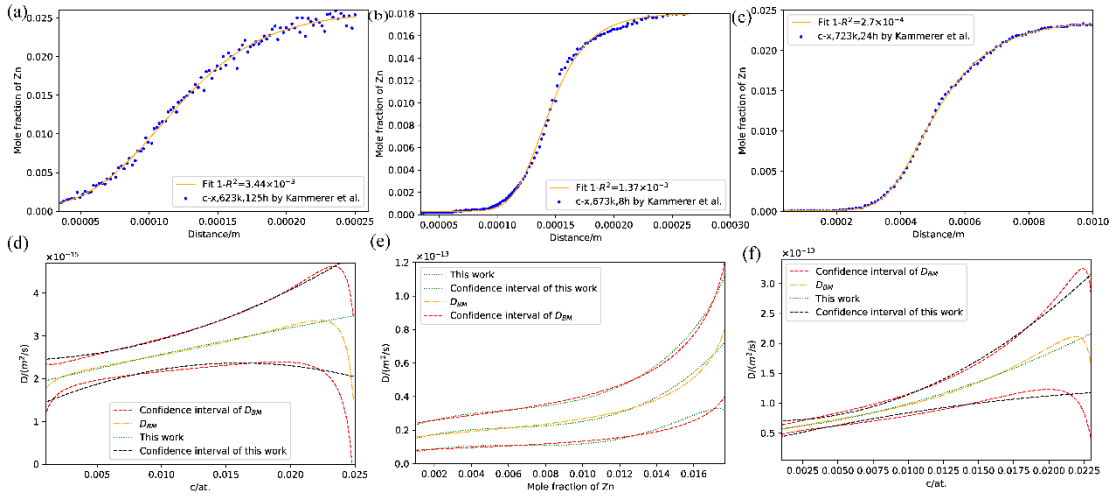 (a)
Mole fraction of Zn
0.025
0.020
0.015
0.010
0.005
0.000
Fit 1-R²=3.44×10⁻³
c-x,623k,125h by Kammerer et al.
0.00005 0.00010 0.00015 0.00020 0.00025
Distance/m
(b)
Mole fraction of Zn
0.018
0.016
0.014
0.012
0.010
0.008
0.006
0.004
0.002
0.000
Fit 1-R²=1.37×10⁻³
c-x,673k,8h by Kammerer et al.
0.00005 0.00010 0.00015 0.00020 0.00025 0.00030
Distance/m
(c)
Mole fraction of Zn
0.025
0.020
0.015
0.010
0.005
0.000
Fit 1-R²=2.7×10⁻⁴
c-x,723k,24h by Kammerer et al.
0.0002 0.0004 0.0006 0.0008 0.0010
Distance/m
(d)
×10⁻¹⁵
D/(m²/s)
4
3
2
1
0
Confidence interval of D_BM
D_BM
This work
Confidence interval of this work
0.005 0.010 0.015 0.020 0.025
c/at.
(e)
×10⁻¹³
D/(m²/s)
1.2
1.0
0.8
0.6
0.4
0.2
0.0
This work
Confidence interval of this work
D_BM
Confidence interval of D_BM
0.002 0.004 0.006 0.008 0.010 0.012 0.014 0.016
Mole fraction of Zn
(f)
×10⁻¹³
D/(m²/s)
3.0
2.5
2.0
1.5
1.0
0.5
Confidence interval of D_BM
D_BM
This work
Confidence interval of this work
0.0025 0.0050 0.0075 0.0100 0.0125 0.0150 0.0175 0.0200 0.0225
c/at.